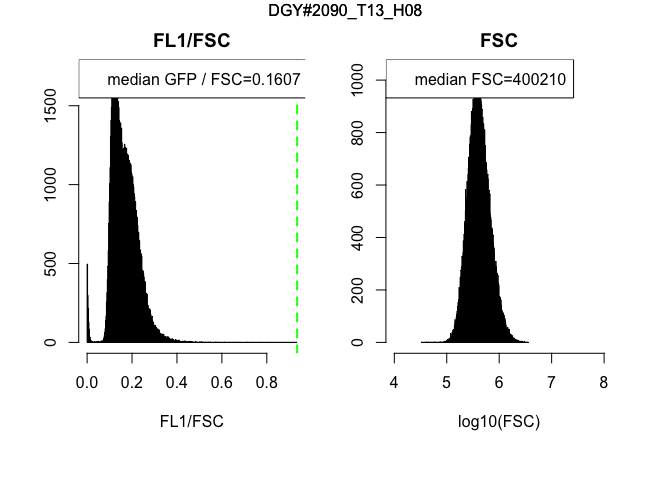 DGY#2090_T13_H08
FL1/FSC
median GFP / FSC=0.1607
0
500
1000
1500
0.0 0.2 0.4 0.6 0.8
FL1/FSC
FSC
median FSC=400210
0
200
400
600
800
1000
4 5 6 7 8
log10(FSC)